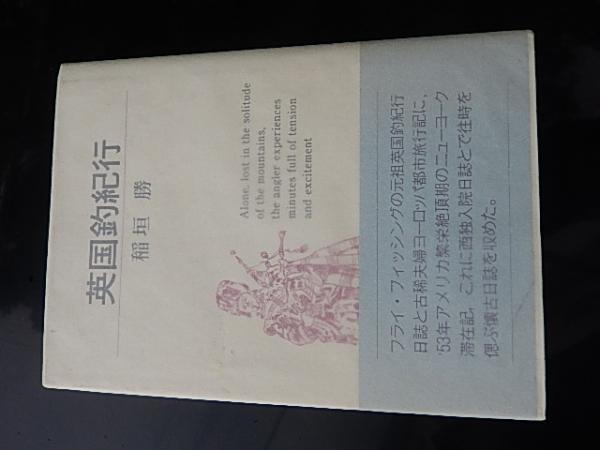 英国釣紀行
稲垣 勝
Alone, lost in the solitude
of the mountains,
the angler experiences
minutes full of tension
and excitement
フライ・フィッシングの元祖英国釣紀行
日誌と古稀夫婦ヨーロッパ都市旅行記に,
'53年アメリカ繁栄絶頂期のニューヨーク
滞在記, これに西独入院日誌とで往時を
偲ぶ懐古日誌を収めた。